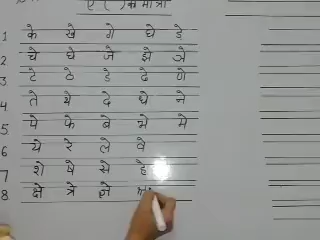 ए ( े) की मात्रा
1 के खे गे घे ङे
2 चे छे जे झे ञे
3 टे ठे डे ढे णे
4 ते थे दे धे ने
5 पे फे बे भे मे
6 ये रे ले वे
7 शे षे से हे
8 क्षे त्रे ज्ञे